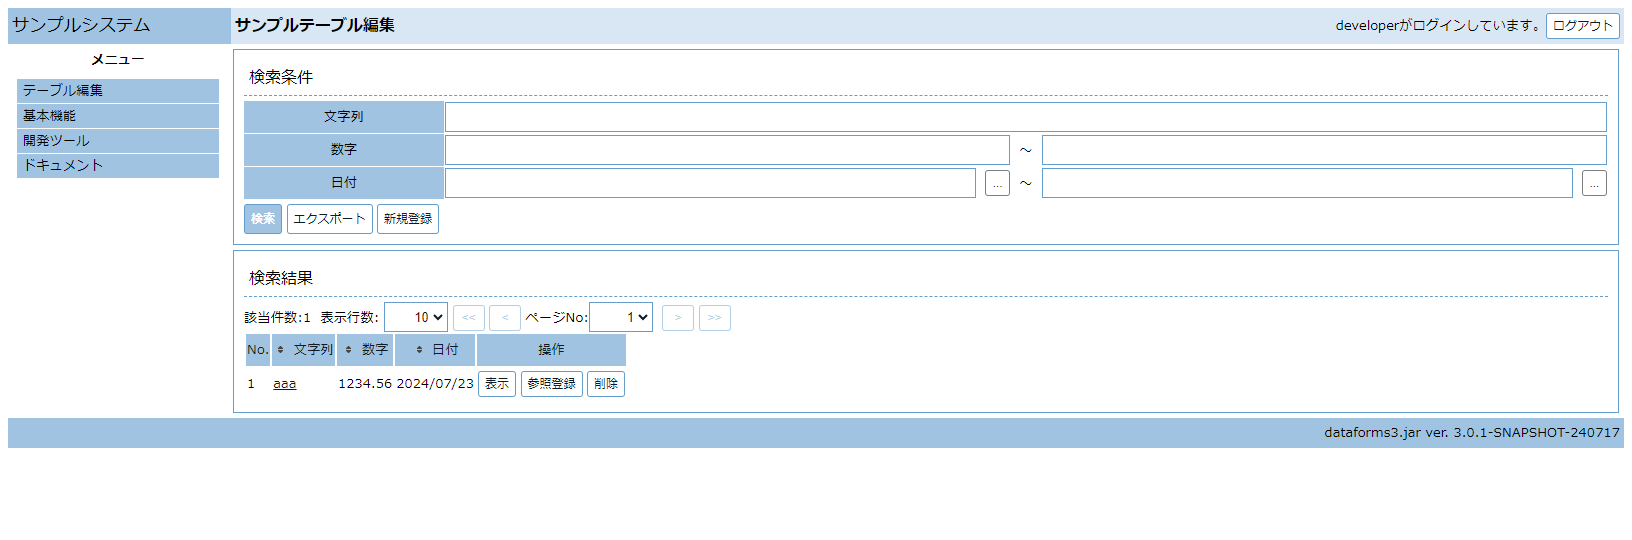 サンプルシステム サンプルテーブル編集 developerがログインしています。 ログアウト
メニュー
テーブル編集
基本機能
開発ツール
ドキュメント
検索条件
文字列
数字 ～
日付 ... ～ ...
検索 エクスポート 新規登録
検索結果
該当件数:1 表示行数: 10 << < ページNo: 1 > >>
No. 文字列 数字 日付 操作
1 aaa 1234.56 2024/07/23 表示 参照登録 削除
dataforms3.jar ver. 3.0.1-SNAPSHOT-240717